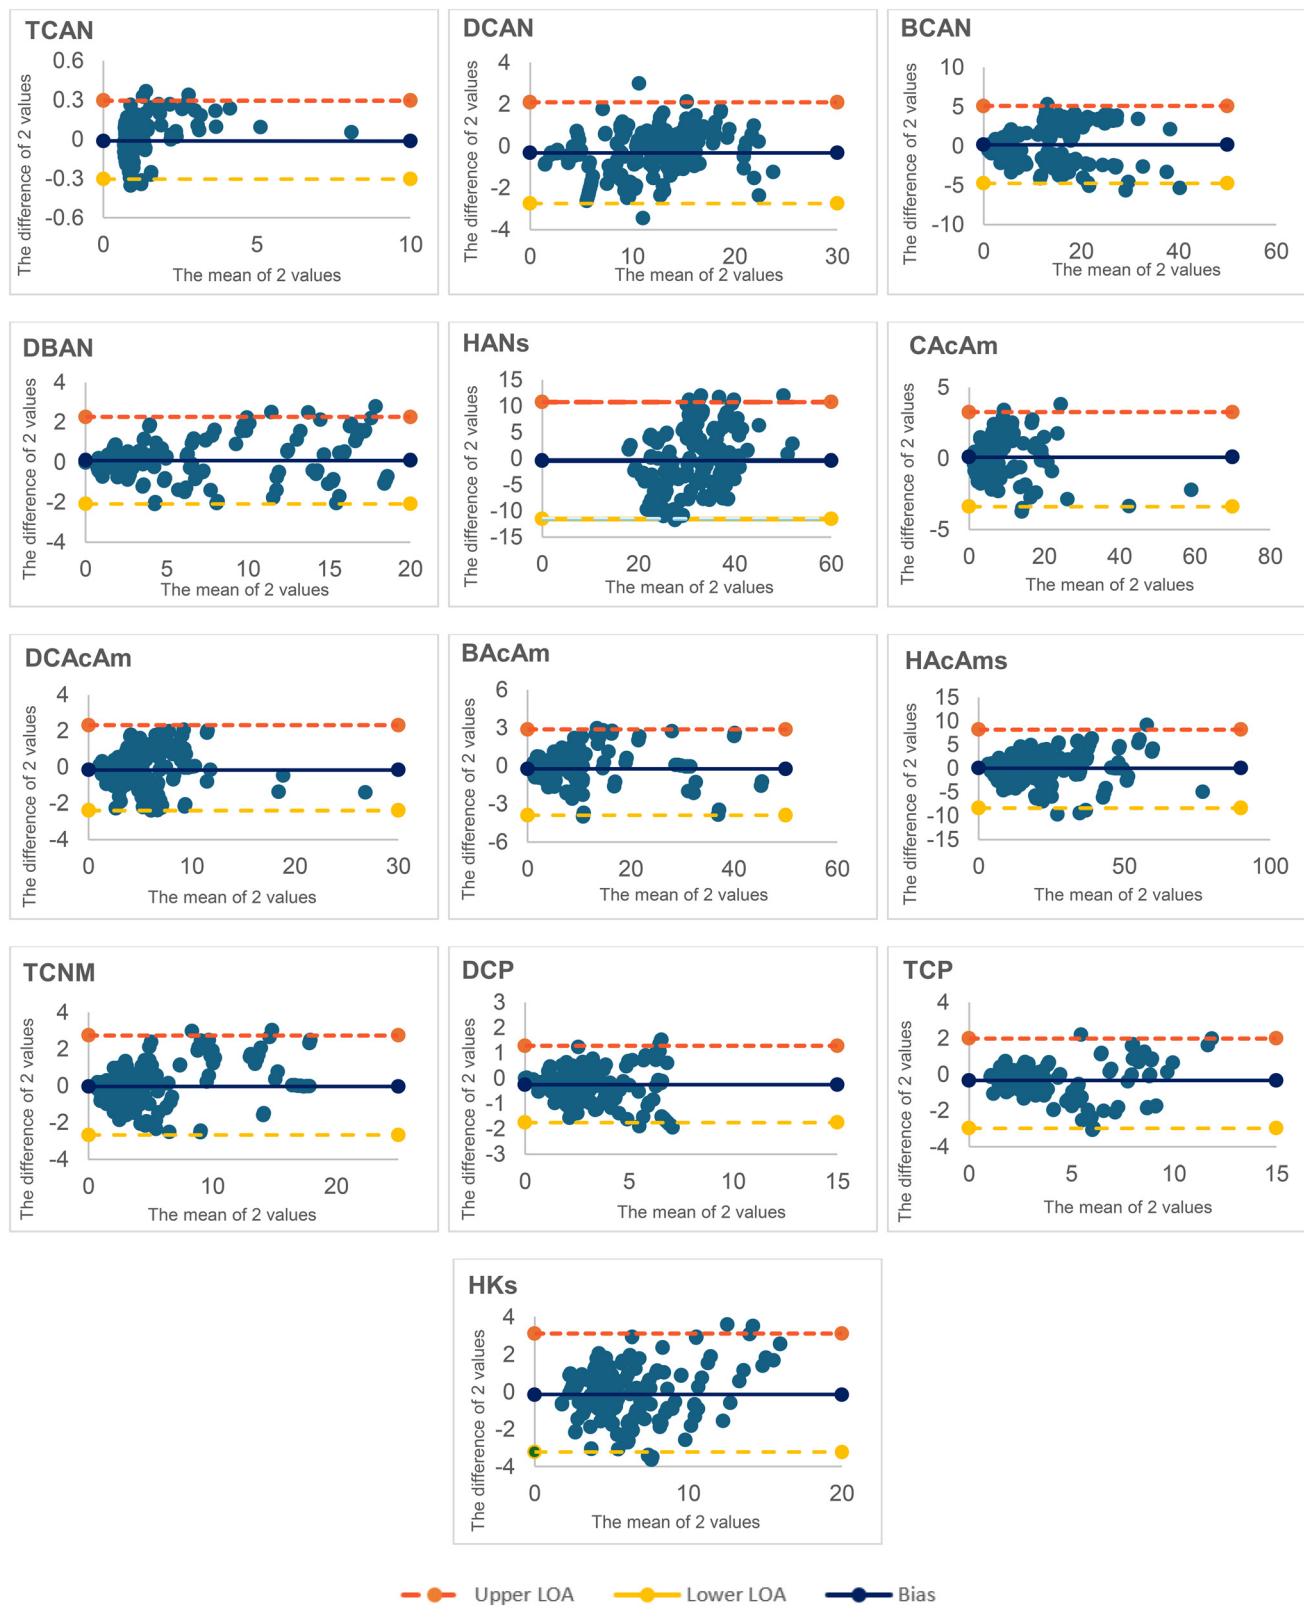 TCAN
The difference of 2 values
0.6
0.3
0
-0.3
-0.6
0
5
10
The mean of 2 values
DCAN
The difference of 2 values
4
2
0
-2
-4
0
10
20
30
The mean of 2 values
BCAN
The difference of 2 values
10
5
0
-5
-10
0
20
40
60
The mean of 2 values
DBAN
The difference of 2 values
4
2
0
-2
-4
0
5
10
15
20
The mean of 2 values
HANs
The difference of 2 values
15
10
5
0
-5
-10
-15
0
20
40
60
The mean of 2 values
CAcAm
The difference of 2 values
5
0
-5
0
20
40
60
80
The mean of 2 values
DCAcAm
The difference of 2 values
4
2
0
-2
-4
0
10
20
30
The mean of 2 values
BAcAm
The difference of 2 values
6
3
0
-3
-6
0
20
40
60
The mean of 2 values
HAcAms
The difference of 2 values
15
10
5
0
-5
-10
-15
0
50
100
The mean of 2 values
TCNM
The difference of 2 values
4
2
0
-2
-4
0
10
20
The mean of 2 values
DCP
The difference of 2 values
3
2
1
0
-1
-2
-3
0
5
10
15
The mean of 2 values
TCP
The difference of 2 values
4
2
0
-2
-4
0
5
10
15
The mean of 2 values
HKs
The difference of 2 values
4
2
0
-2
-4
0
10
20
The mean of 2 values
Upper LOA Lower LOA Bias